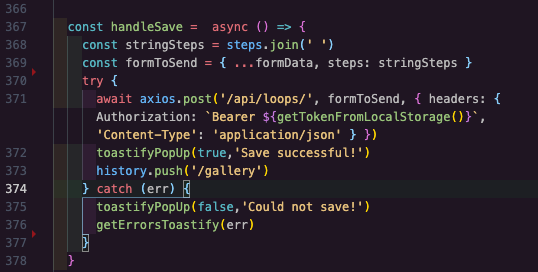 366
367 const handleSave =  async () => {
368 const stringSteps = steps.join(' ')
369 const formToSend = { ...formData, steps: stringSteps }
370 try {
371 await axios.post('/api/loops/', formToSend, { headers: {
Authorization: `Bearer ${getTokenFromLocalStorage()}`,
'Content-Type': 'application/json' } })
372 toastifyPopUp(true,'Save successful!')
373 history.push('/gallery')
374 } catch (err) {
375 toastifyPopUp(false,'Could not save!')
376 getErrorsToastify(err)
377 }
378 }